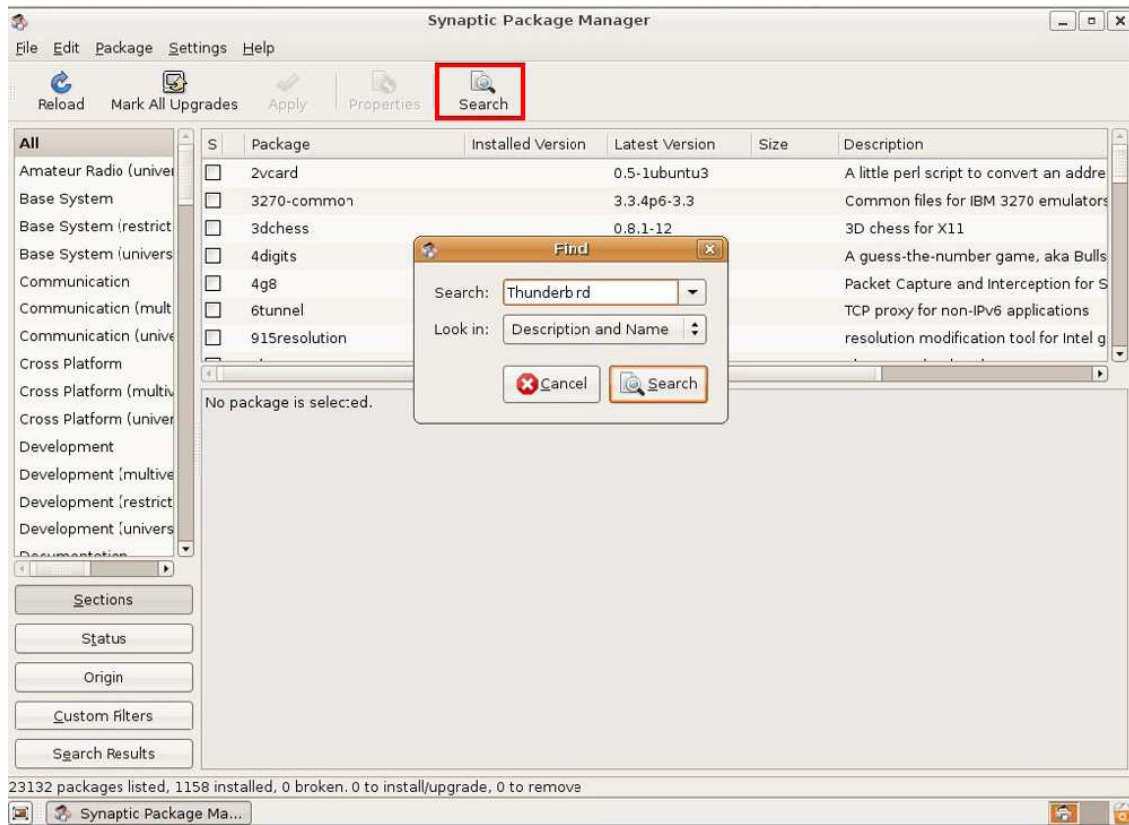 Synaptic Package Manager
File Edit Package Settings Help
Reload Mark All Upgrades Apply Properties Search
All
Amateur Radio (univer
Base System
Base System (restrict
Base System (univers
Communication
Communication (mult
Communication (unive
Cross Platform
Cross Platform (multiv
Cross Platform (univer
Development
Development (multive
Development (restrict
Development (univers
Documentation
Sections
Status
Origin
Custom Filters
Search Results
S Package Installed Version Latest Version Size Description
2vcard 0.5-1ubuntu3 A little perl script to convert an addre
3270-common 3.3.4p6-3.3 Common files for IBM 3270 emulators
3dchess 0.8.1-12 3D chess for X11
4digits A guess-the-number game, aka Bulls
4g8 Packet Capture and Interception for S
6tunnel TCP proxy for non-IPv6 applications
915resolution resolution modification tool for Intel g
Find
Search: Thunderbird
Look in: Description and Name
Cancel Search
No package is selected.
23132 packages listed, 1158 installed, 0 broken. 0 to install/upgrade, 0 to remove
Synaptic Package Ma...